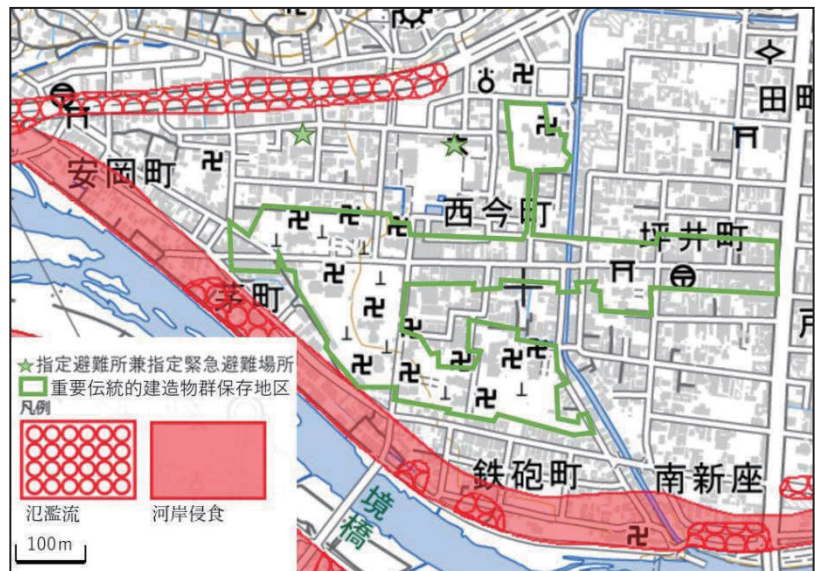 田町
安岡町
西今町
坪井町
茅町
戸
★指定避難所兼指定緊急避難場所
重要伝統的建造物群保存地区
凡例
氾濫流
河岸侵食
100m
鉄砲町
南新座
境橋